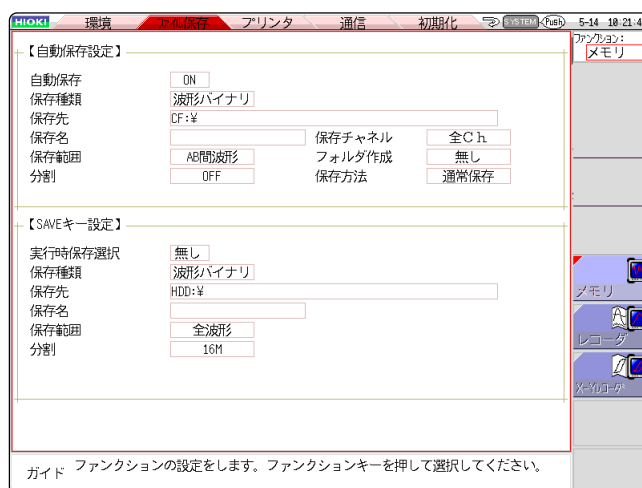 HIOKI 環境 ファイル保存 プリンタ 通信 初期化 SYSTEM Push 5-14 10:21:4
ファンクション:
メモリ
【自動保存設定】
自動保存 ON
保存種類 波形バイナリ
保存先 CF:¥
保存名 保存チャネル 全Ch
保存範囲 AB間波形 フォルダ作成 無し
分割 OFF 保存方法 通常保存
【SAVEキー設定】
実行時保存選択 無し
保存種類 波形バイナリ
保存先 HDD:¥
保存名
保存範囲 全波形
分割 16M
メモリ
レコーダ
X-Yレコーダ
ガイド ファンクションの設定をします。ファンクションキーを押して選択してください。